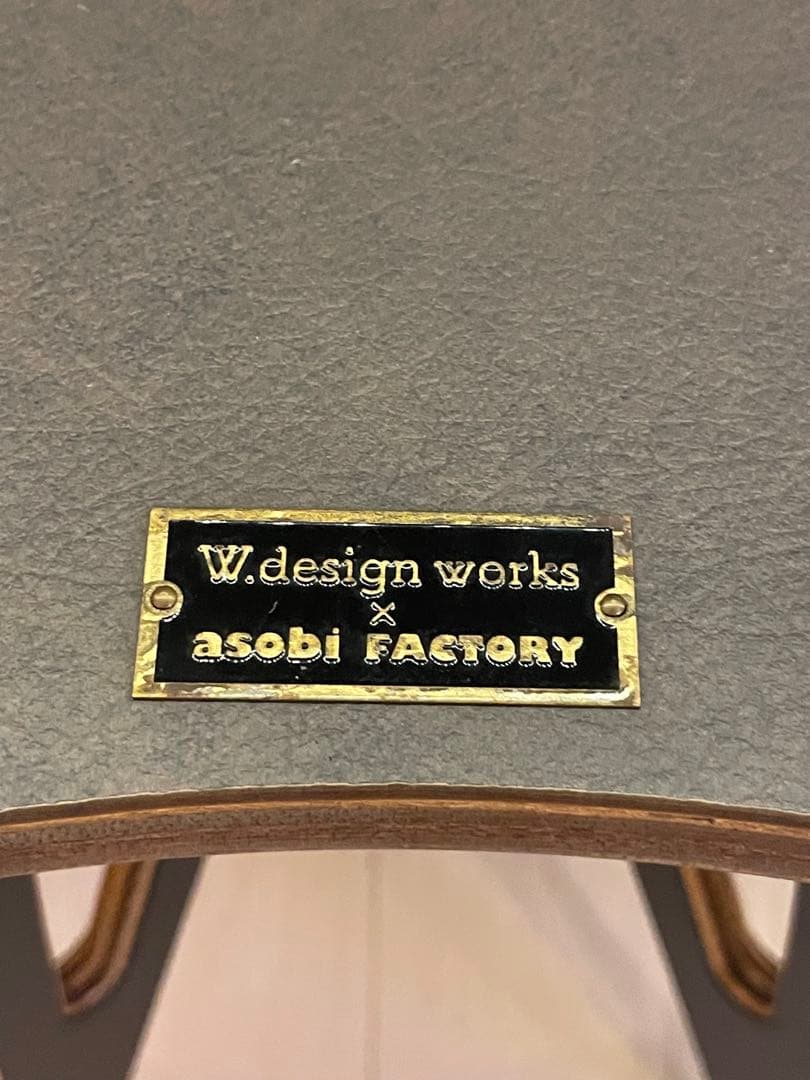 W.design works
×
asobi FACTORY